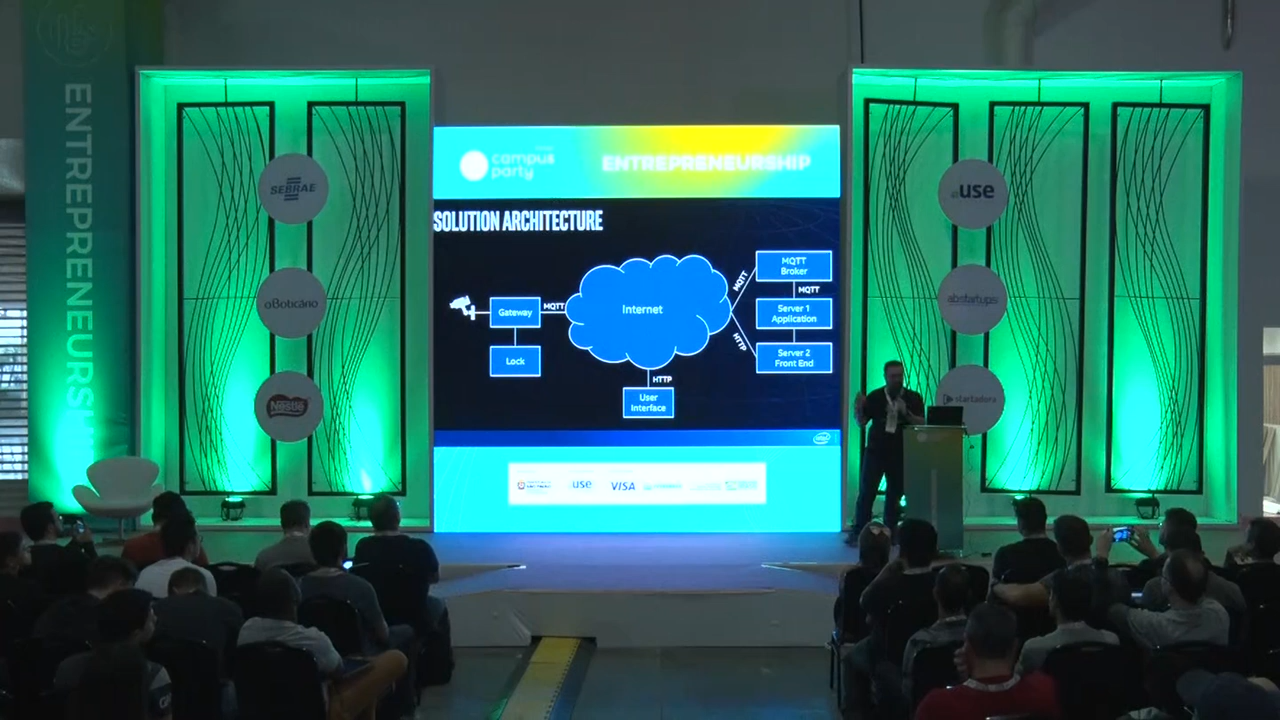 ENTREPRENEURSHIP
SEBRAE
oBoticário
Nestlé
campus
party
ENTREPRENEURSHIP
SOLUTION ARCHITECTURE
Gateway
Lock
MQTT
Internet
MQTT
HTTP
MQTT
Broker
MQTT
Server 1
Application
Server 2
Front End
HTTP
User
Interface
intel
use
VISA
use
abstartups
startadora